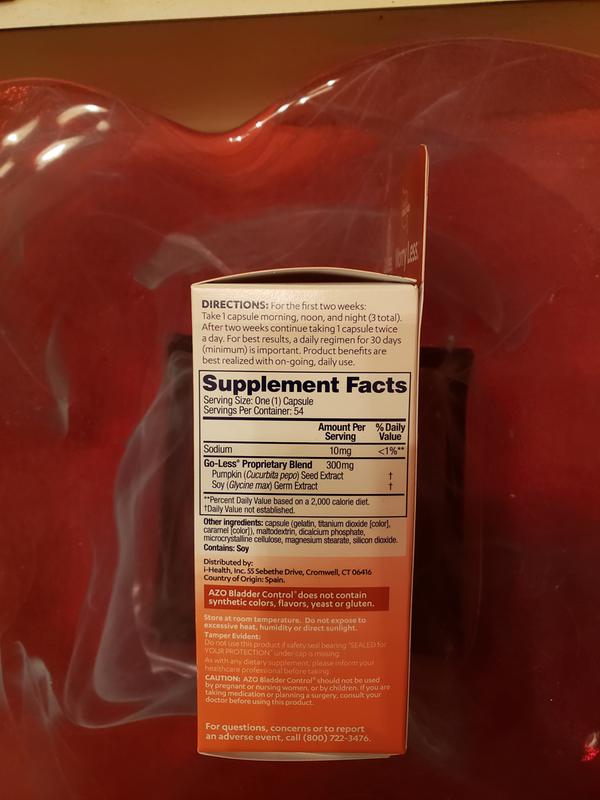 Worry Less.
DIRECTIONS: For the first two weeks:
Take 1 capsule morning, noon, and night (3 total).
After two weeks continue taking 1 capsule twice
a day. For best results, a daily regimen for 30 days
(minimum) is important. Product benefits are
best realized with on-going, daily use.
Supplement Facts
Serving Size: One (1) Capsule
Servings Per Container: 54
Amount Per Serving % Daily Value
Sodium 10mg <1%**
Go-Less® Proprietary Blend 300mg
Pumpkin (Cucurbita pepo) Seed Extract †
Soy (Glycine max) Germ Extract †
**Percent Daily Value based on a 2,000 calorie diet.
†Daily Value not established.
Other ingredients: capsule (gelatin, titanium dioxide [color],
caramel [color]), maltodextrin, dicalcium phosphate,
microcrystalline cellulose, magnesium stearate, silicon dioxide.
Contains: Soy
Distributed by:
i-Health, Inc. 55 Sebethe Drive, Cromwell, CT 06416
Country of Origin: Spain.
AZO Bladder Control® does not contain
synthetic colors, flavors, yeast or gluten.
Store at room temperature. Do not expose to
excessive heat, humidity or direct sunlight.
Tamper Evident:
Do not use this product if safety seal bearing "SEALED for
YOUR PROTECTION" under cap is missing.
As with any dietary supplement, please inform your
healthcare professional before taking.
CAUTION: AZO Bladder Control® should not be used
by pregnant or nursing women, or by children. If you are
taking medication or planning a surgery, consult your
doctor before using this product.
For questions, concerns or to report
an adverse event, call (800) 722-3476.